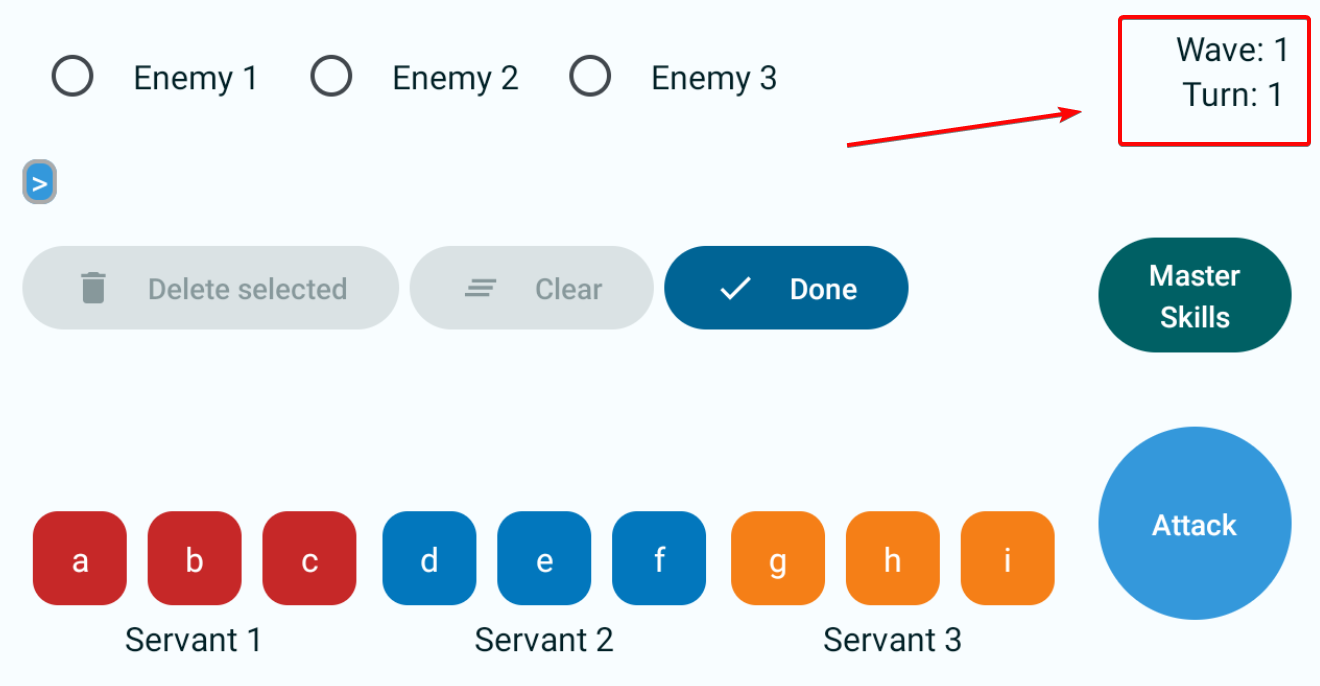 Enemy 1 Enemy 2 Enemy 3
Wave: 1
Turn: 1
>
Delete selected Clear Done
Master
Skills
a b c d e f g h i
Attack
Servant 1 Servant 2 Servant 3